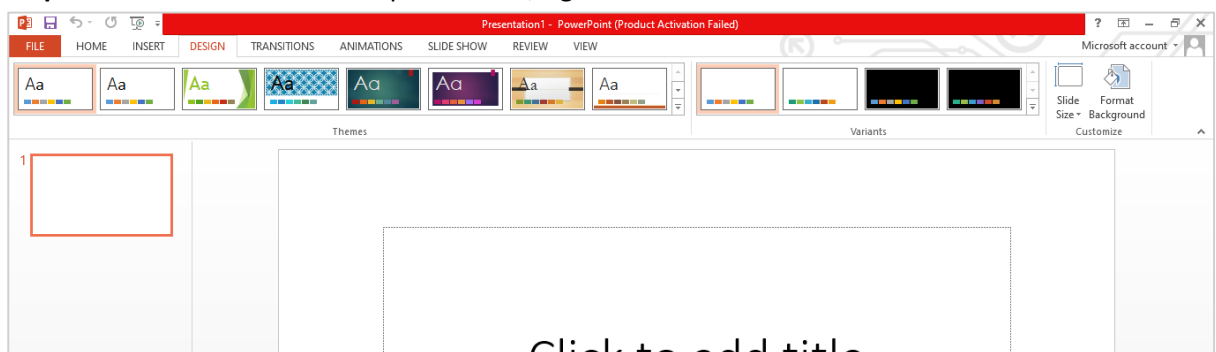 Presentation1 - PowerPoint (Product Activation Failed)
?
FILE HOME INSERT DESIGN TRANSITIONS ANIMATIONS SLIDE SHOW REVIEW VIEW Microsoft account
Aa Aa Aa Aa Aa Aa Aa Aa
Slide Size Format Background
Themes Variants Customize
1
Click to add title